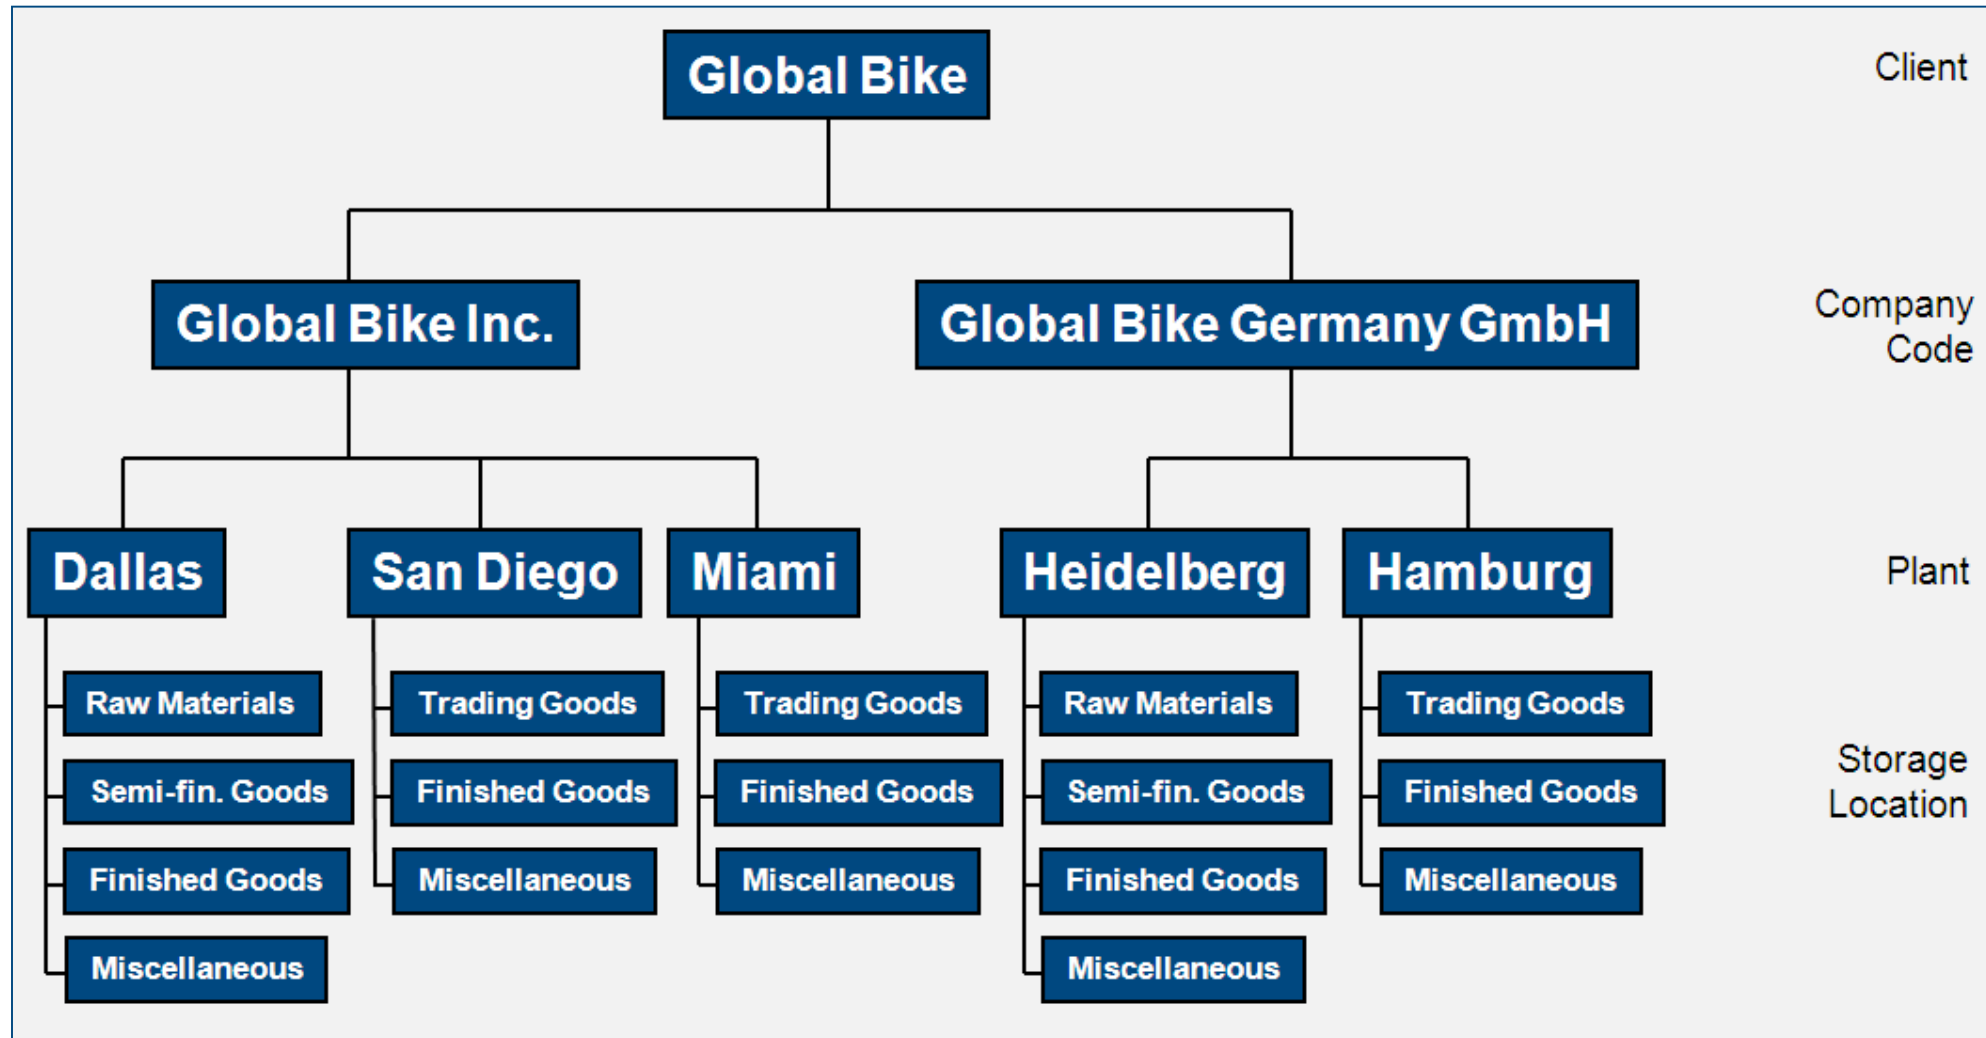 Global Bike
Client
Global Bike Inc.
Global Bike Germany GmbH
Company
Code
Dallas
San Diego
Miami
Heidelberg
Hamburg
Plant
Raw Materials
Trading Goods
Trading Goods
Raw Materials
Trading Goods
Semi-fin. Goods
Finished Goods
Finished Goods
Semi-fin. Goods
Finished Goods
Storage
Location
Finished Goods
Miscellaneous
Miscellaneous
Finished Goods
Miscellaneous
Miscellaneous
Miscellaneous